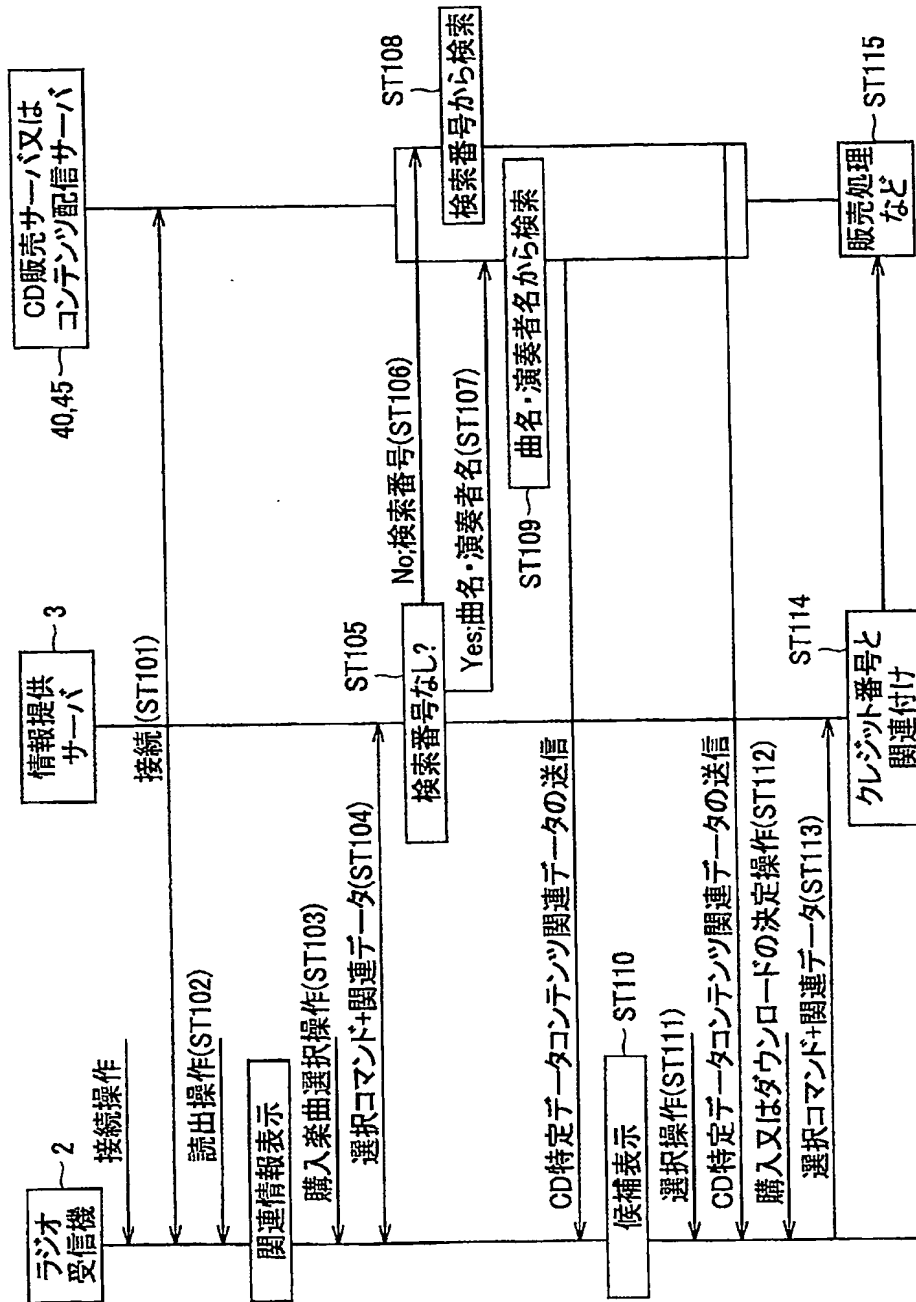 ラジオ
受信機
2
情報提供
サーバ
3
CD販売サーバ又は
コンテンツ配信サーバ
40,45
接続操作
接続(ST101)
読出操作(ST102)
関連情報表示
購入楽曲選択操作(ST103)
選択コマンド+関連データ(ST104)
検索番号なし?
ST105
No;検索番号(ST106)
Yes;曲名・演奏者名(ST107)
検索番号から検索
ST108
曲名・演奏者名から検索
ST109
CD特定データコンテンツ関連データの送信
候補表示
ST110
選択操作(ST111)
CD特定データコンテンツ関連データの送信
購入又はダウンロードの決定操作(ST112)
選択コマンド+関連データ(ST113)
クレジット番号と
関連付け
ST114
販売処理
など
ST115